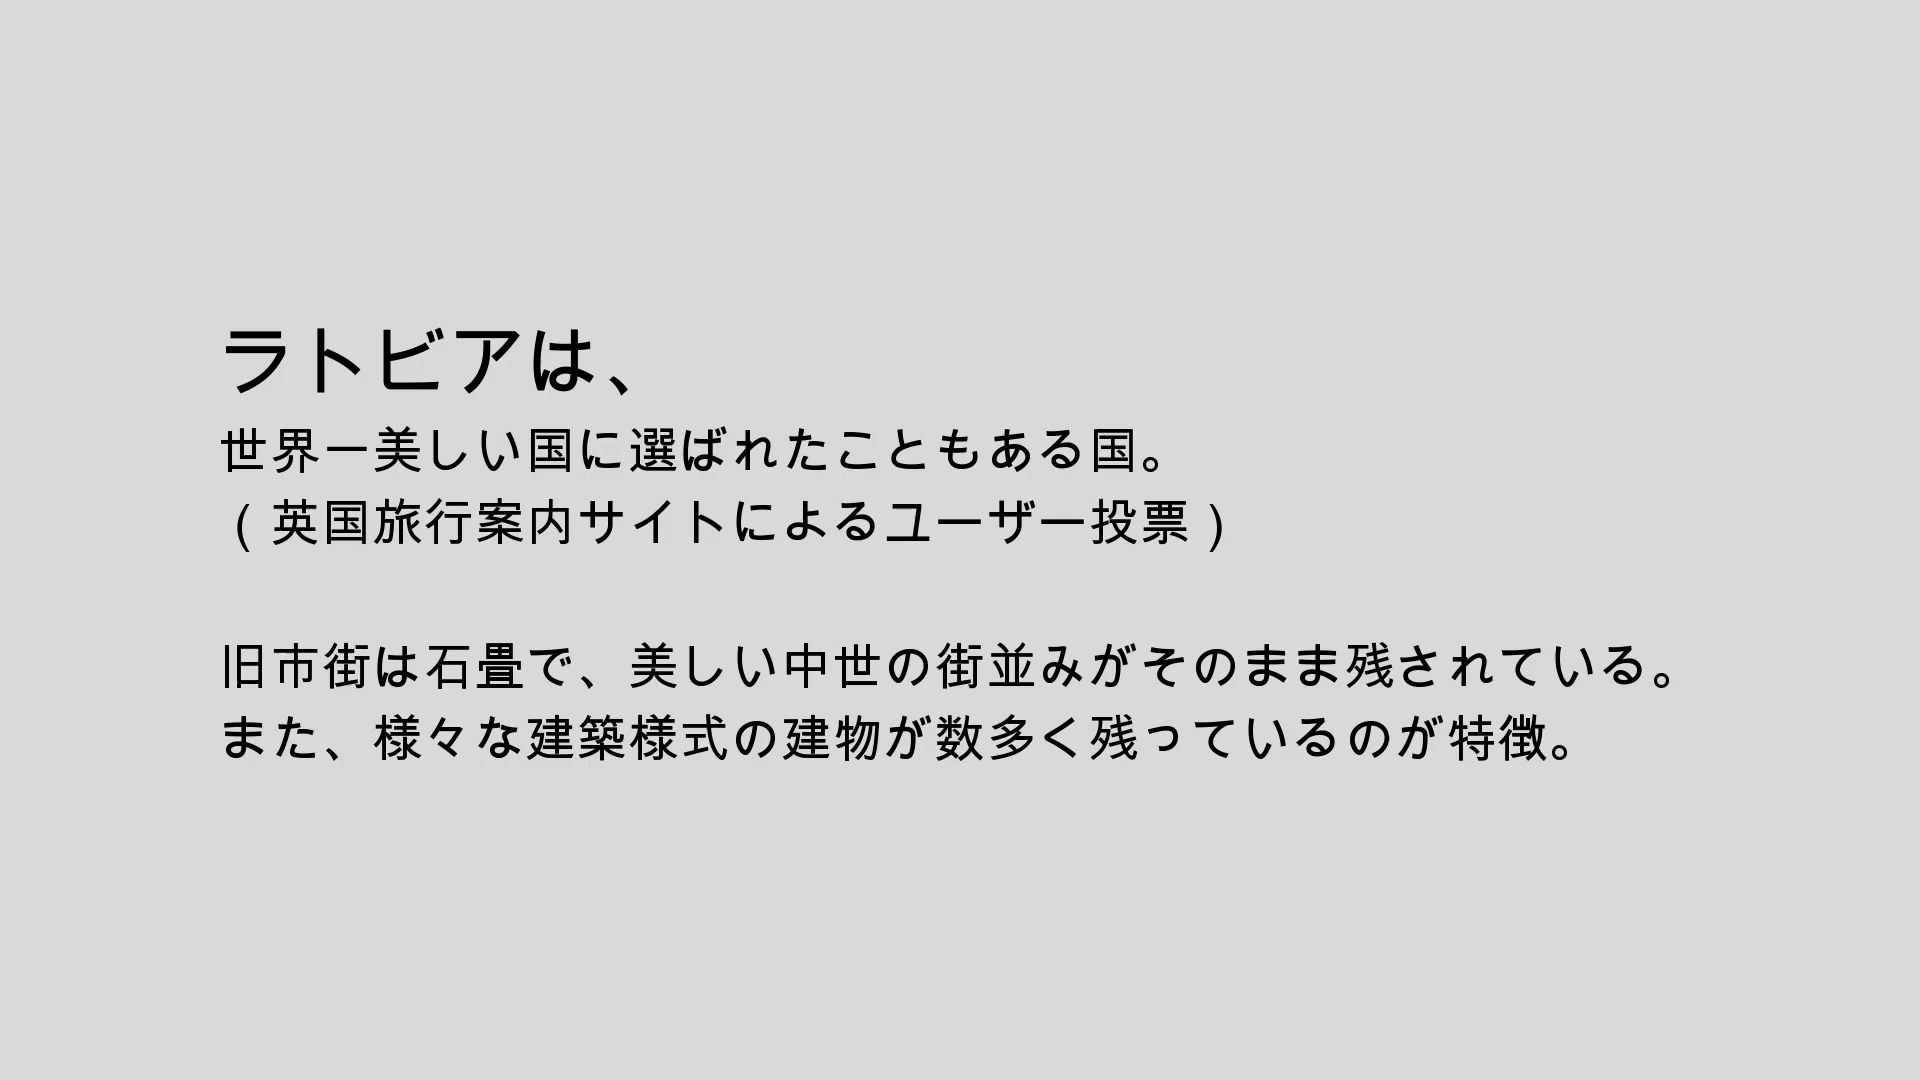 ラトビアは、
世界一美しい国に選ばれたこともある国。
( 英国旅行案内サイトによるユーザー投票 )
旧市街は石畳で、美しい中世の街並みがそのまま残されている。
また、様々な建築様式の建物が数多く残っているのが特徴。